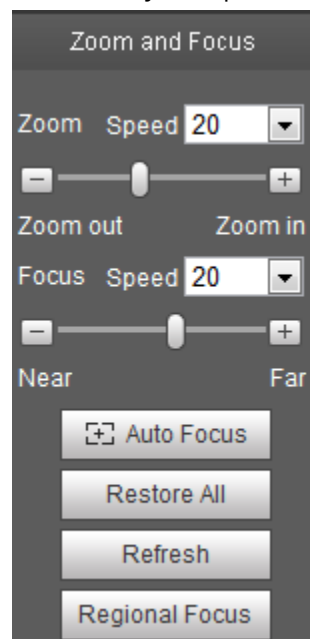 Zoom and Focus
Zoom Speed 20
Zoom out Zoom in
Focus Speed 20
Near Far
Auto Focus
Restore All
Refresh
Regional Focus